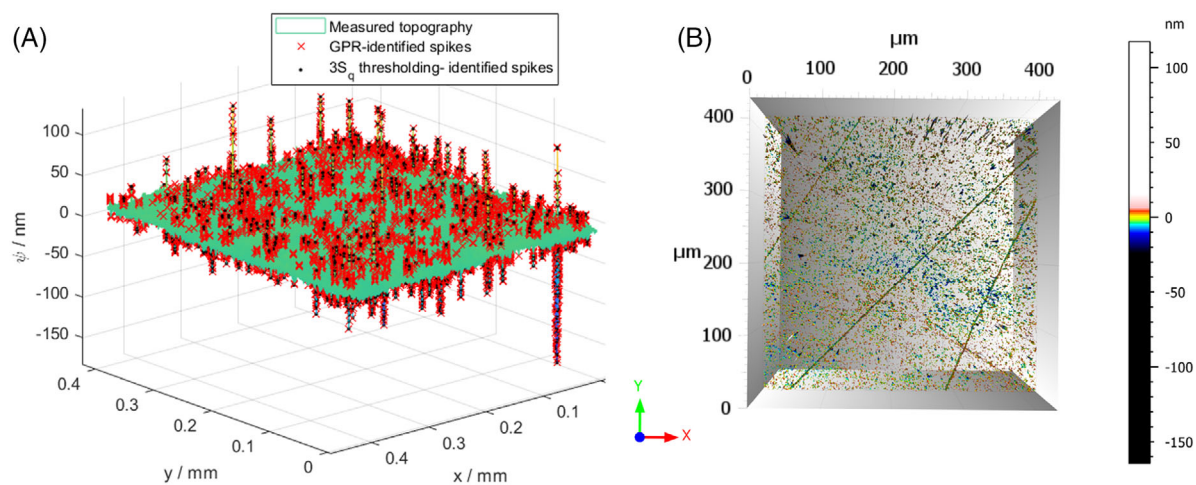 (A)
Measured topography
GPR-identified spikes
3Sq thresholding- identified spikes
100
50
0
-50
-100
-150
ψ / nm
0.4
0.3
0.2
0.1
0
y / mm
0.4
0.3
0.2
0.1
x / mm
(B)
µm
0
100
200
300
400
400
300
200
100
0
µm
Y
X
nm
100
0
-100
-150